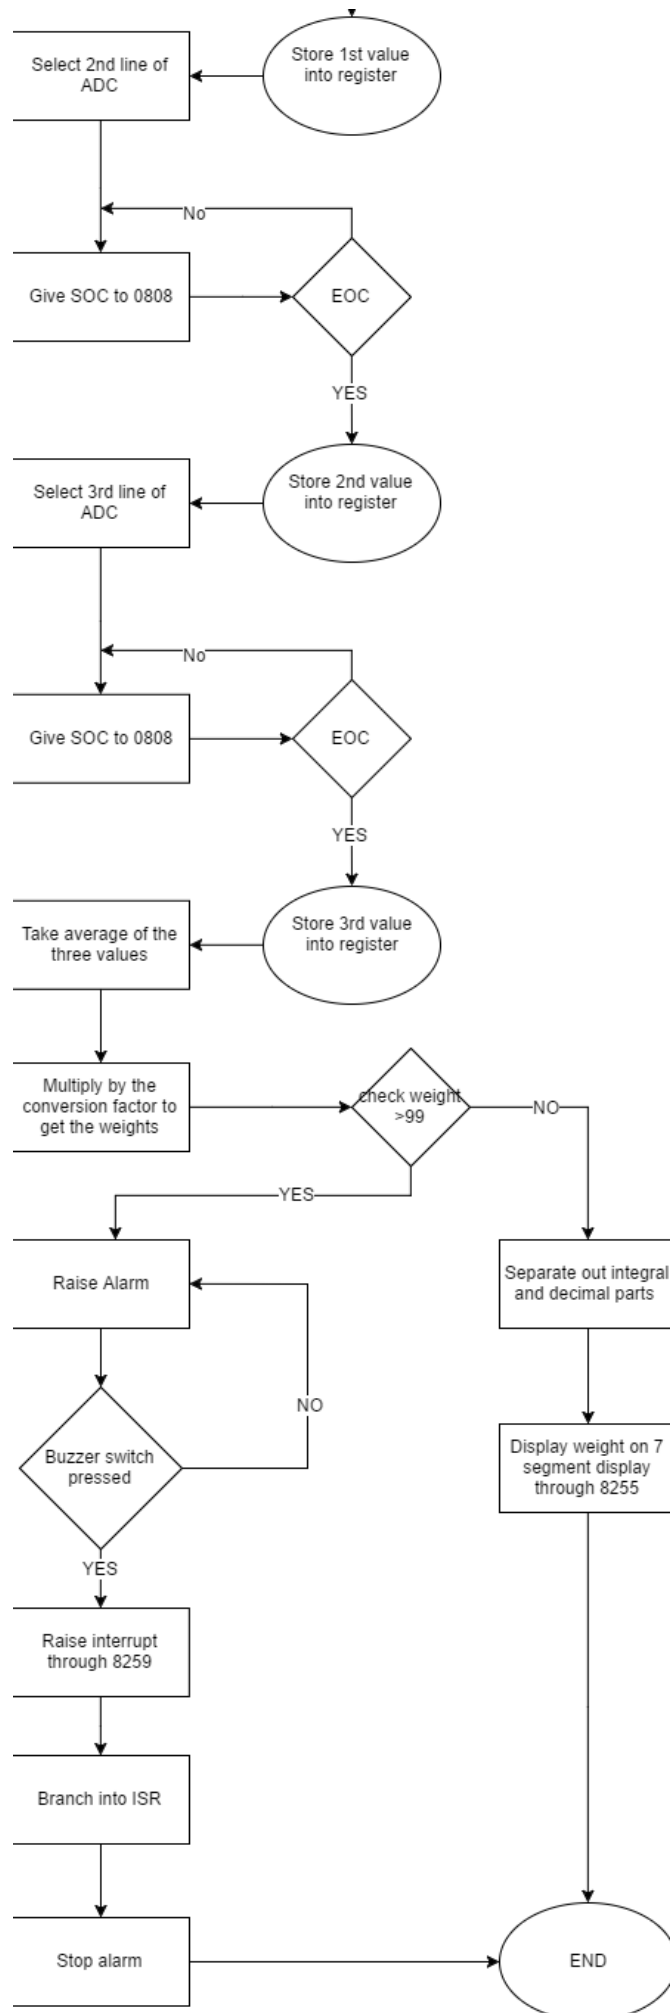 Store 1st value
into register
Select 2nd line of
ADC
No
Give SOC to 0808
EOC
YES
Store 2nd value
into register
Select 3rd line of
ADC
No
Give SOC to 0808
EOC
YES
Store 3rd value
into register
Take average of the
three values
Multiply by the
conversion factor to
get the weights
check weight
>99
NO
YES
Raise Alarm
Separate out integral
and decimal parts
NO
Buzzer switch
pressed
Display weight on 7
segment display
through 8255
YES
Raise interrupt
through 8259
Branch into ISR
Stop alarm
END